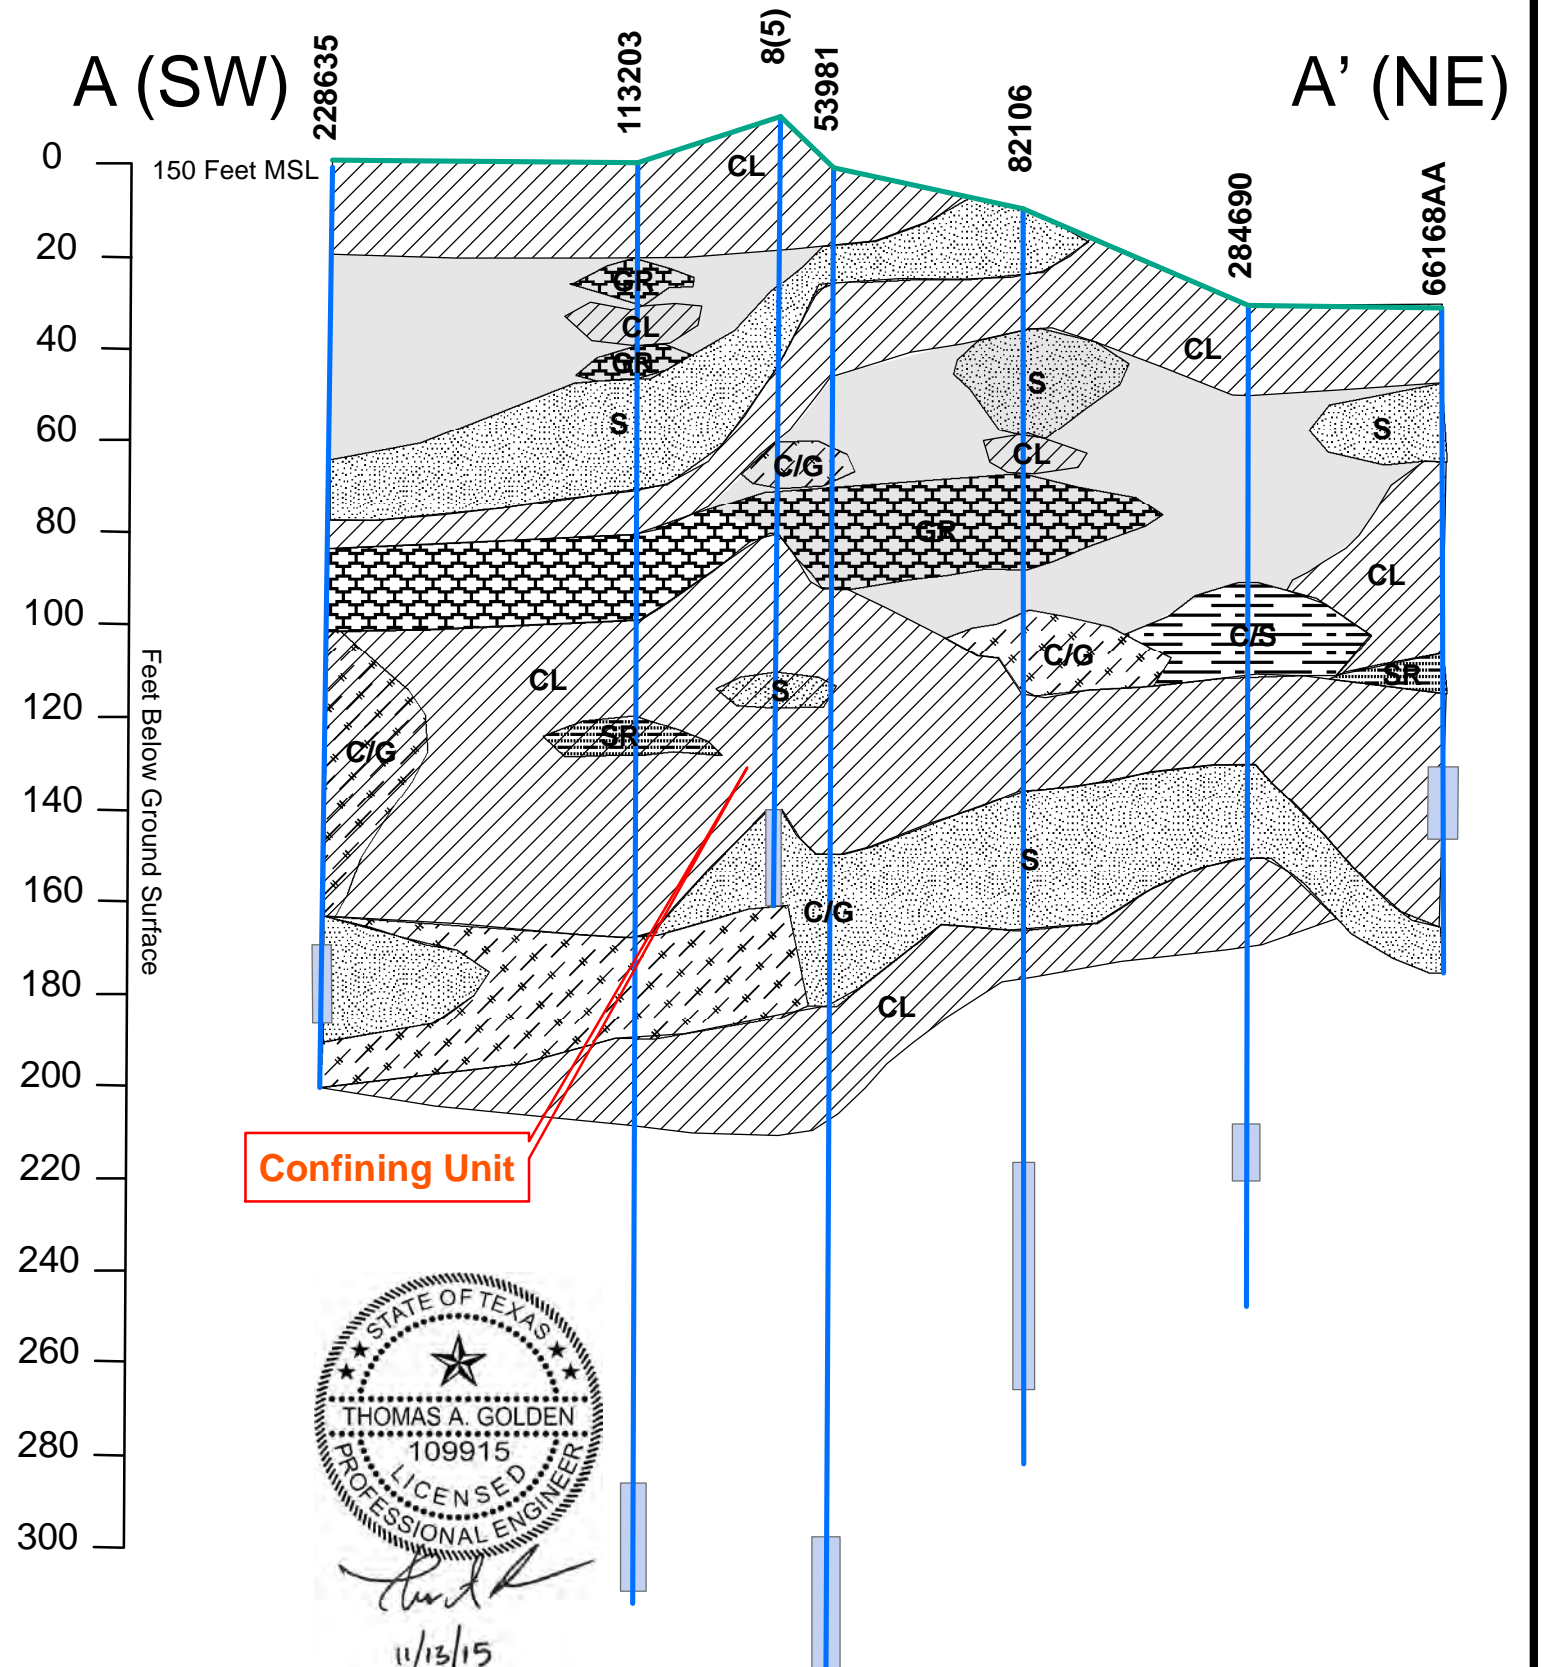 A (SW)
A' (NE)
228635
113203
8(5)
53981
82106
284690
66168AA
150 Feet MSL
0
20
40
60
80
100
120
140
160
180
200
220
240
260
280
300
Feet Below Ground Surface
CL
GR
CL
GR
S
C/G
S
CL
CL
S
GR
CL
C/G
C/S
SR
CL
S
SR
C/G
S
C/G
CL
Confining Unit
STATE OF TEXAS
THOMAS A. GOLDEN
109915
LICENSED
PROFESSIONAL ENGINEER
11/13/15